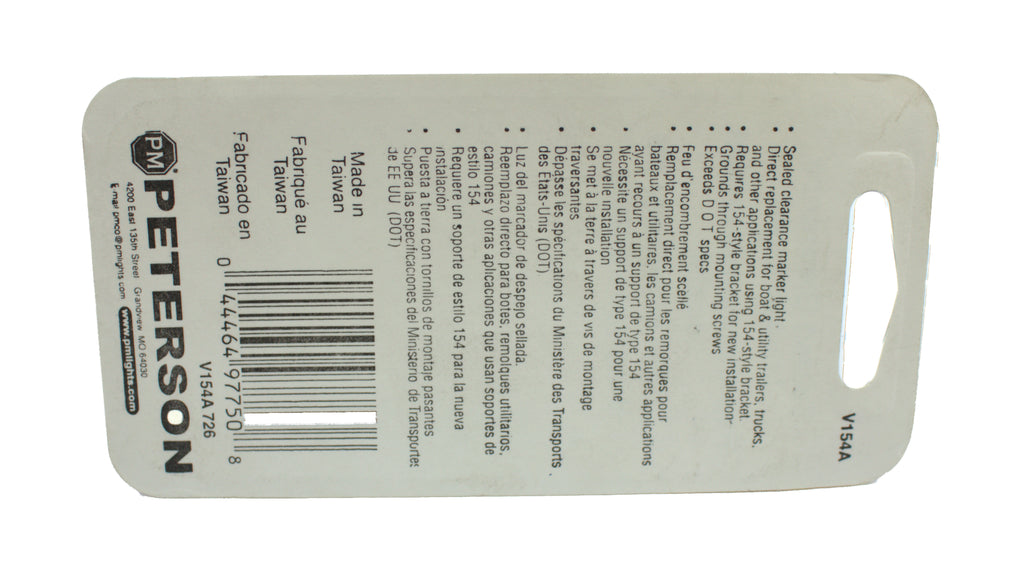 V154A
• Sealed clearance marker light.
• Direct replacement for boat & utility trailers, trucks,
and other applications using 154-style bracket
• Requires 154-style bracket for new installation
• Grounds through mounting screws
• Exceeds D O T specs
• Feu d'encombrement scellé
• Remplacement direct pour les remorques pour
bateaux et utilitaires, les camions et autres applications
ayant recours à un support de type 154
• Nécessite un support de type 154 pour une
nouvelle installation
• Se met à la terre à travers de vis de montage
traversantes
• Dépasse les spécifications du Ministère des Transports
des États-Unis (DOT)
• Luz del marcador de despejo sellada.
• Reemplazo directo para botes, remolques utilitarios,
camiones y otras aplicaciones que usan soportes de
estilo 154
• Requiere un soporte de estilo 154 para la nueva
instalación
• Puesta a tierra con tornillos de montaje pasantes
• Supera las especificaciones del Ministerio de Transportes
de EE UU (DOT)
Made in
Taiwan
Fabriqué au
Taiwan
Fabricado en
Taiwan
0 44464 97750 8
V154A 726
PM PETERSON
4200 East 135th Street Grandview MO 64030
E-mail pmco@pmlights.com www.pmlights.com